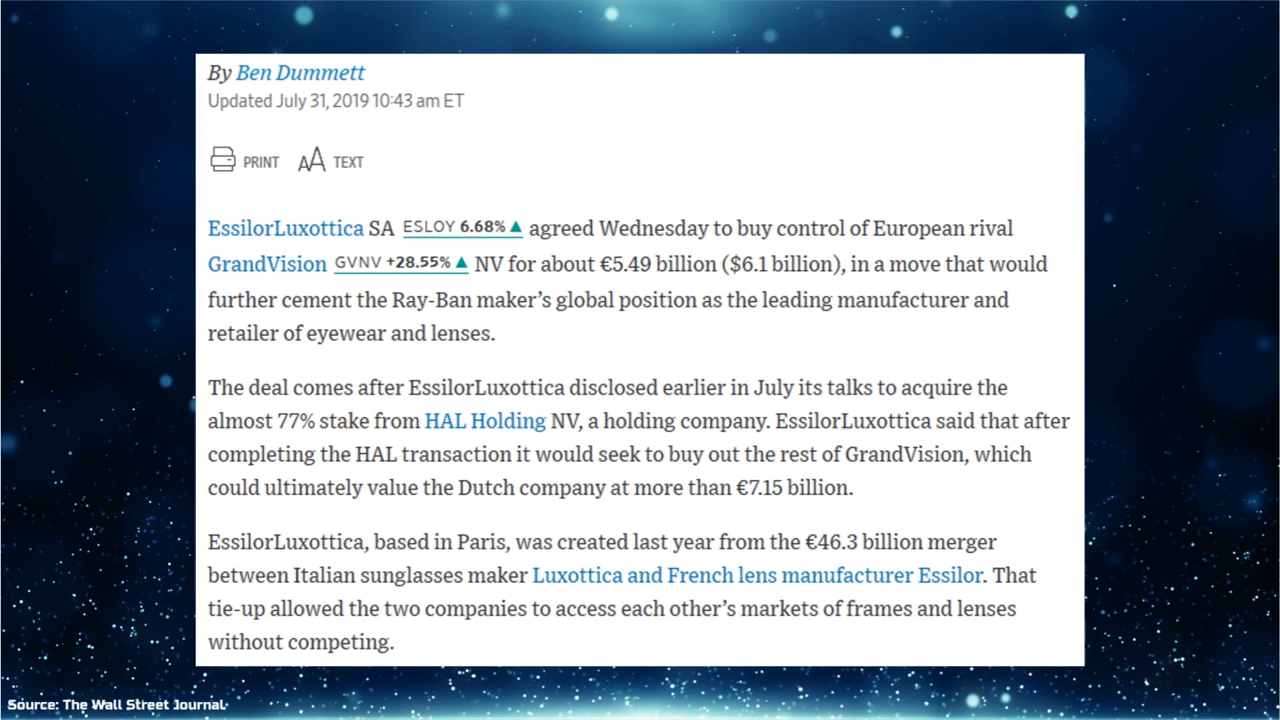 By Ben Dummett
Updated July 31, 2019 10:43 am ET
PRINT AA TEXT
EssilorLuxottica SA ESLOY 6.68% ▲ agreed Wednesday to buy control of European rival
GrandVision GVNV +28.55% ▲ NV for about €5.49 billion ($6.1 billion), in a move that would
further cement the Ray-Ban maker’s global position as the leading manufacturer and
retailer of eyewear and lenses.
The deal comes after EssilorLuxottica disclosed earlier in July its talks to acquire the
almost 77% stake from HAL Holding NV, a holding company. EssilorLuxottica said that after
completing the HAL transaction it would seek to buy out the rest of GrandVision, which
could ultimately value the Dutch company at more than €7.15 billion.
EssilorLuxottica, based in Paris, was created last year from the €46.3 billion merger
between Italian sunglasses maker Luxottica and French lens manufacturer Essilor. That
tie-up allowed the two companies to access each other’s markets of frames and lenses
without competing.
Source: The Wall Street Journal